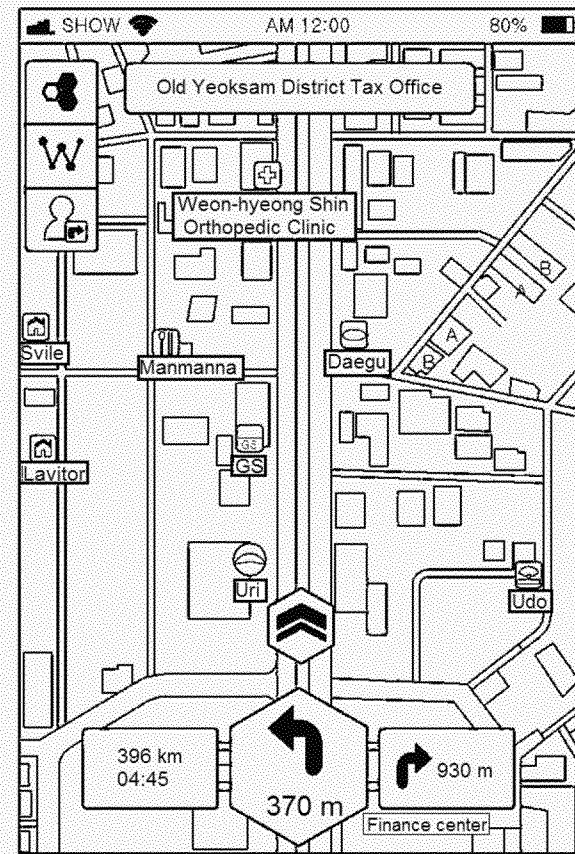 SHOW
AM 12:00
80%
Old Yeoksam District Tax Office
Weon-hyeong Shin
Orthopedic Clinic
B
A
A
B
Svile
Manmanna
Daegu
GS
GS
Lavitor
Uri
Udo
396 km
04:45
370 m
930 m
Finance center